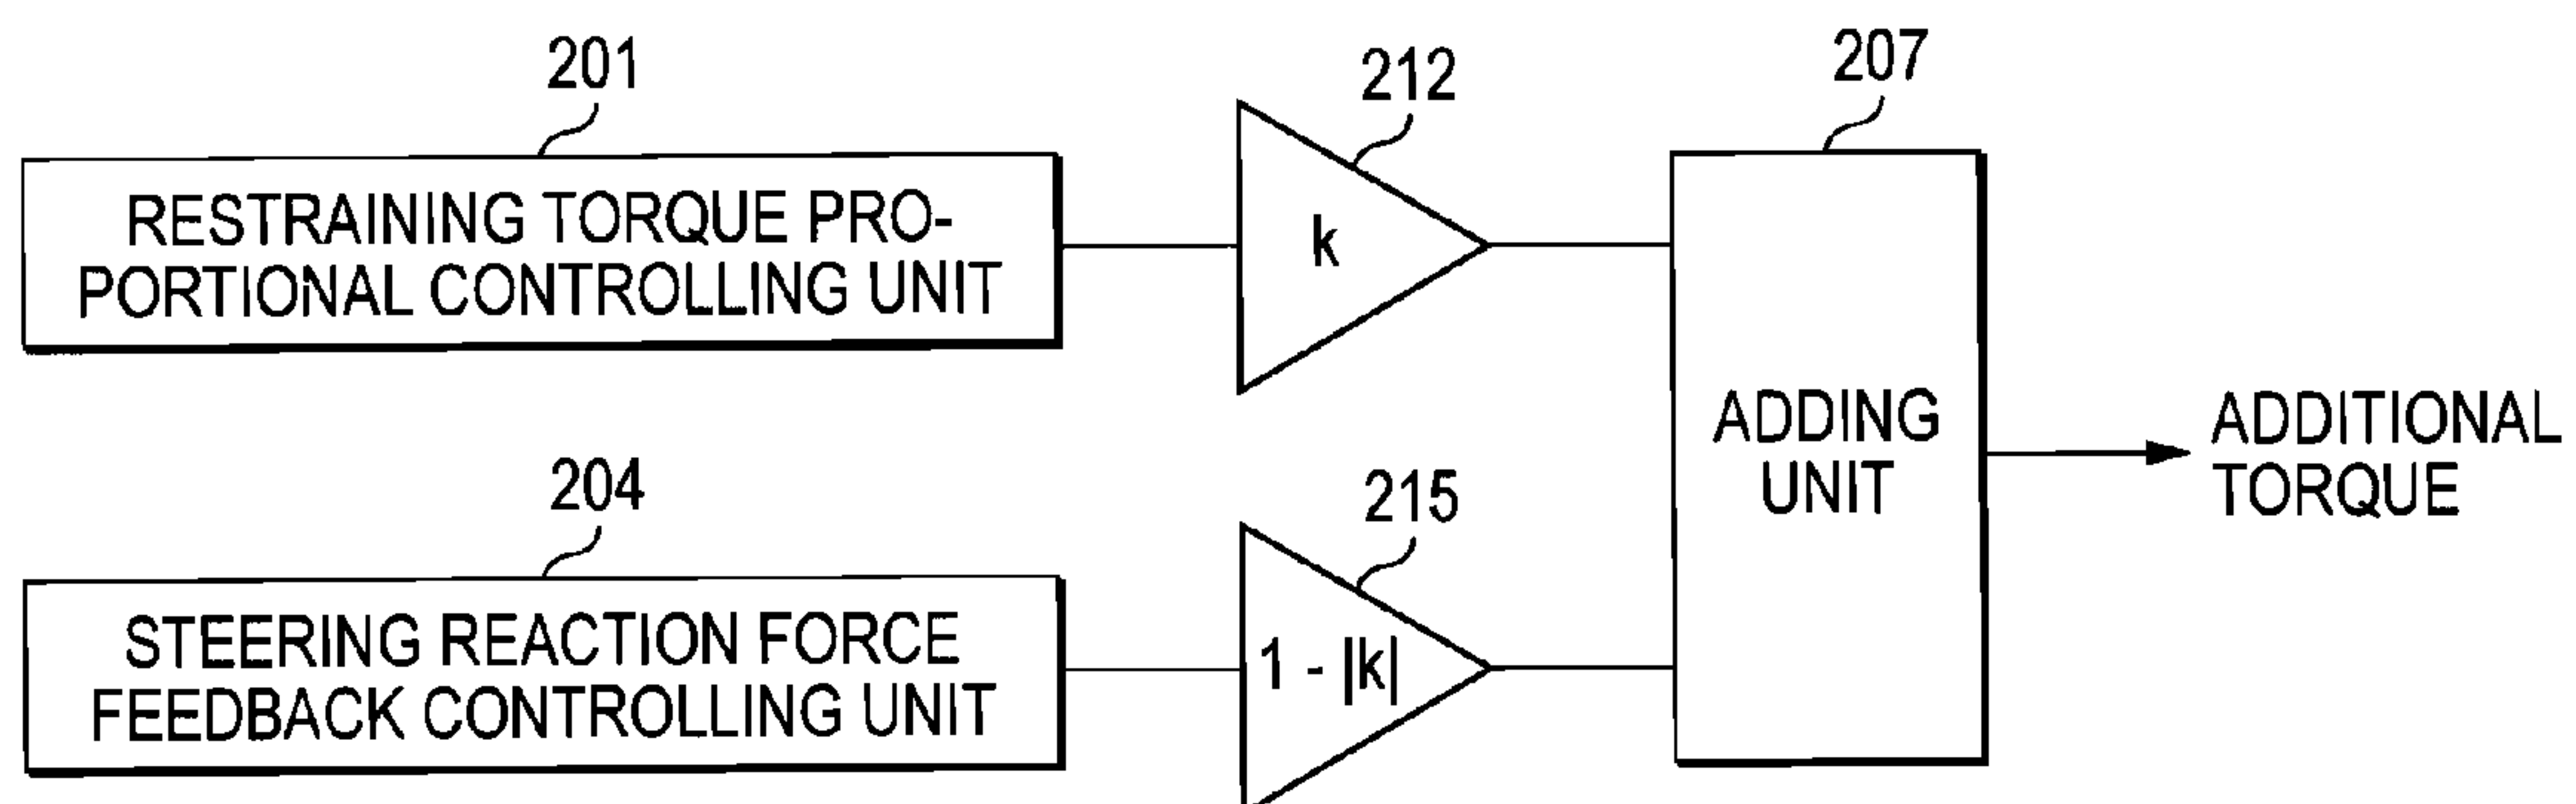 201
212
207
RESTRAINING TORQUE PRO-
PORTIONAL CONTROLLING UNIT
k
ADDING
UNIT
ADDITIONAL
TORQUE
204
215
STEERING REACTION FORCE
FEEDBACK CONTROLLING UNIT
1 - |k|